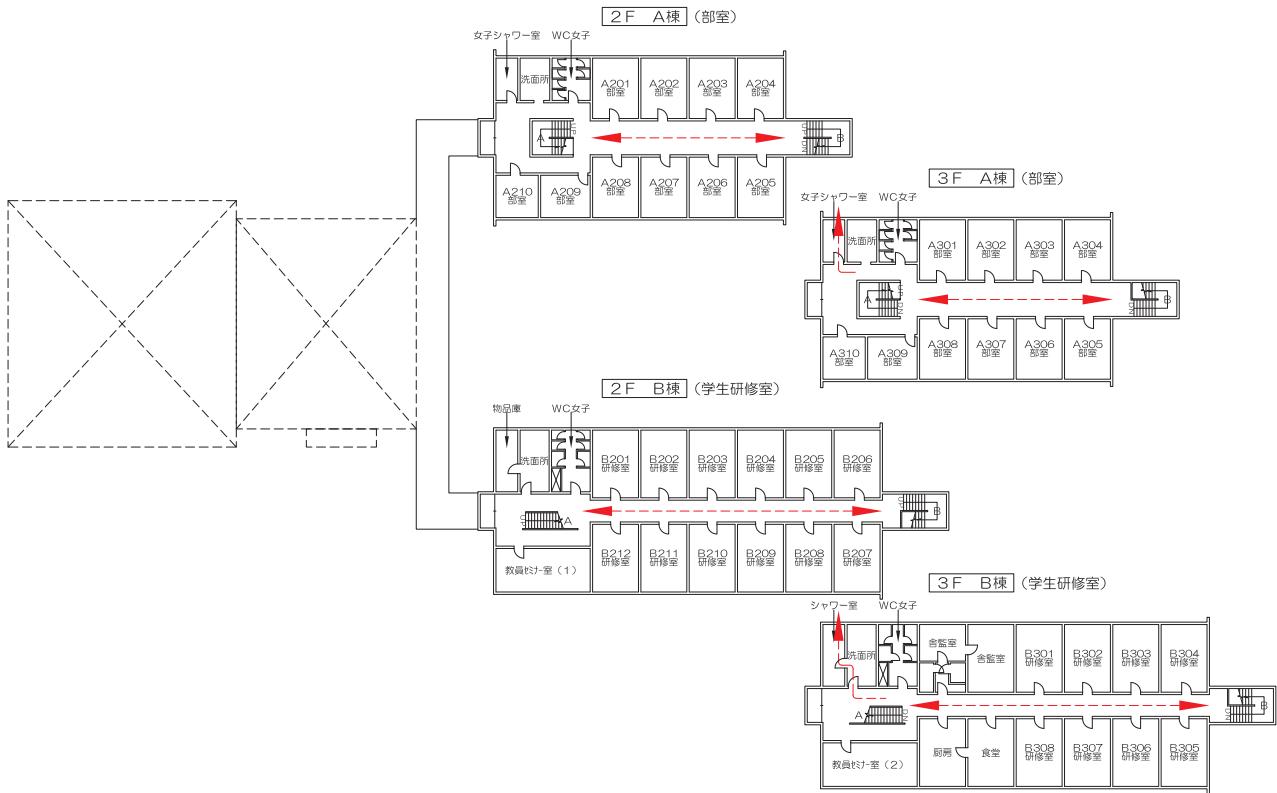 2F A棟 (部室)
女子シャワー室 WC女子
洗面所
A201
部室
A202
部室
A203
部室
A204
部室
A
UP
UP
DN
B
A210
部室
A209
部室
A208
部室
A207
部室
A206
部室
A205
部室
3F A棟 (部室)
女子シャワー室 WC女子
洗面所
A301
部室
A302
部室
A303
部室
A304
部室
A
UP
DN
DN
B
A310
部室
A309
部室
A308
部室
A307
部室
A306
部室
A305
部室
2F B棟 (学生研修室)
物品庫 WC女子
洗面所
B201
研修室
B202
研修室
B203
研修室
B204
研修室
B205
研修室
B206
研修室
UP
A
UP
B
教員ｾﾐﾅｰ室(1)
B212
研修室
B211
研修室
B210
研修室
B209
研修室
B208
研修室
B207
研修室
3F B棟 (学生研修室)
シャワー室 WC女子
洗面所
舎監室
舎監室
B301
研修室
B302
研修室
B303
研修室
B304
研修室
A
DN
DN
B
教員ｾﾐﾅｰ室(2)
厨房
食堂
B308
研修室
B307
研修室
B306
研修室
B305
研修室